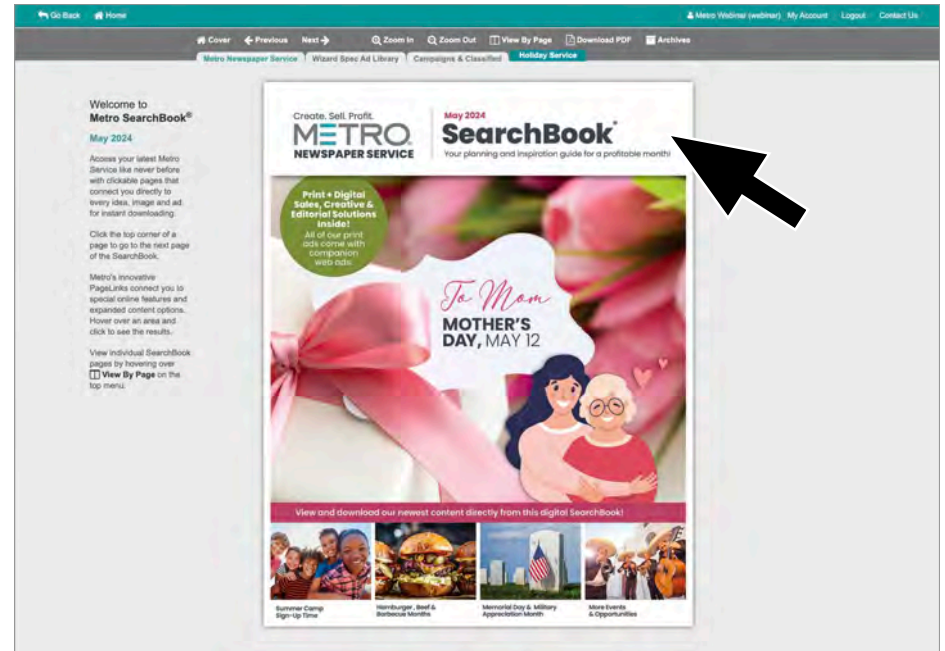 Go Back Home Metro Webinar (webinar) My Account Logout Contact Us
Cover Previous Next Zoom In Zoom Out View By Page Download PDF Archives
Metro Newspaper Service Wizard Spec Ad Library Campaigns & Classified Holiday Service
Welcome to
Metro SearchBook®
May 2024
Access your latest Metro
Service like never before
with clickable pages that
connect you directly to
every idea, image and ad
for instant downloading.
Click the top corner of a
page to go to the next page
of the SearchBook.
Metro's innovative
PageLinks connect you to
special online features and
expanded content options.
Hover over an area and
click to see the results.
View individual SearchBook
pages by hovering over
View By Page on the
top menu.
Create. Sell. Profit.
METRO
NEWSPAPER SERVICE
May 2024
SearchBook
Your planning and inspiration guide for a profitable month!
Print + Digital
Sales, Creative &
Editorial Solutions
Inside!
All of our print
ads come with
companion
web ads.
To Mom
MOTHER'S
DAY, MAY 12
View and download our newest content directly from this digital SearchBook!
Summer Camp
Sign-Up Time
Hamburger, Beef &
Barbecue Months
Memorial Day & Military
Appreciation Month
More Events
& Opportunities